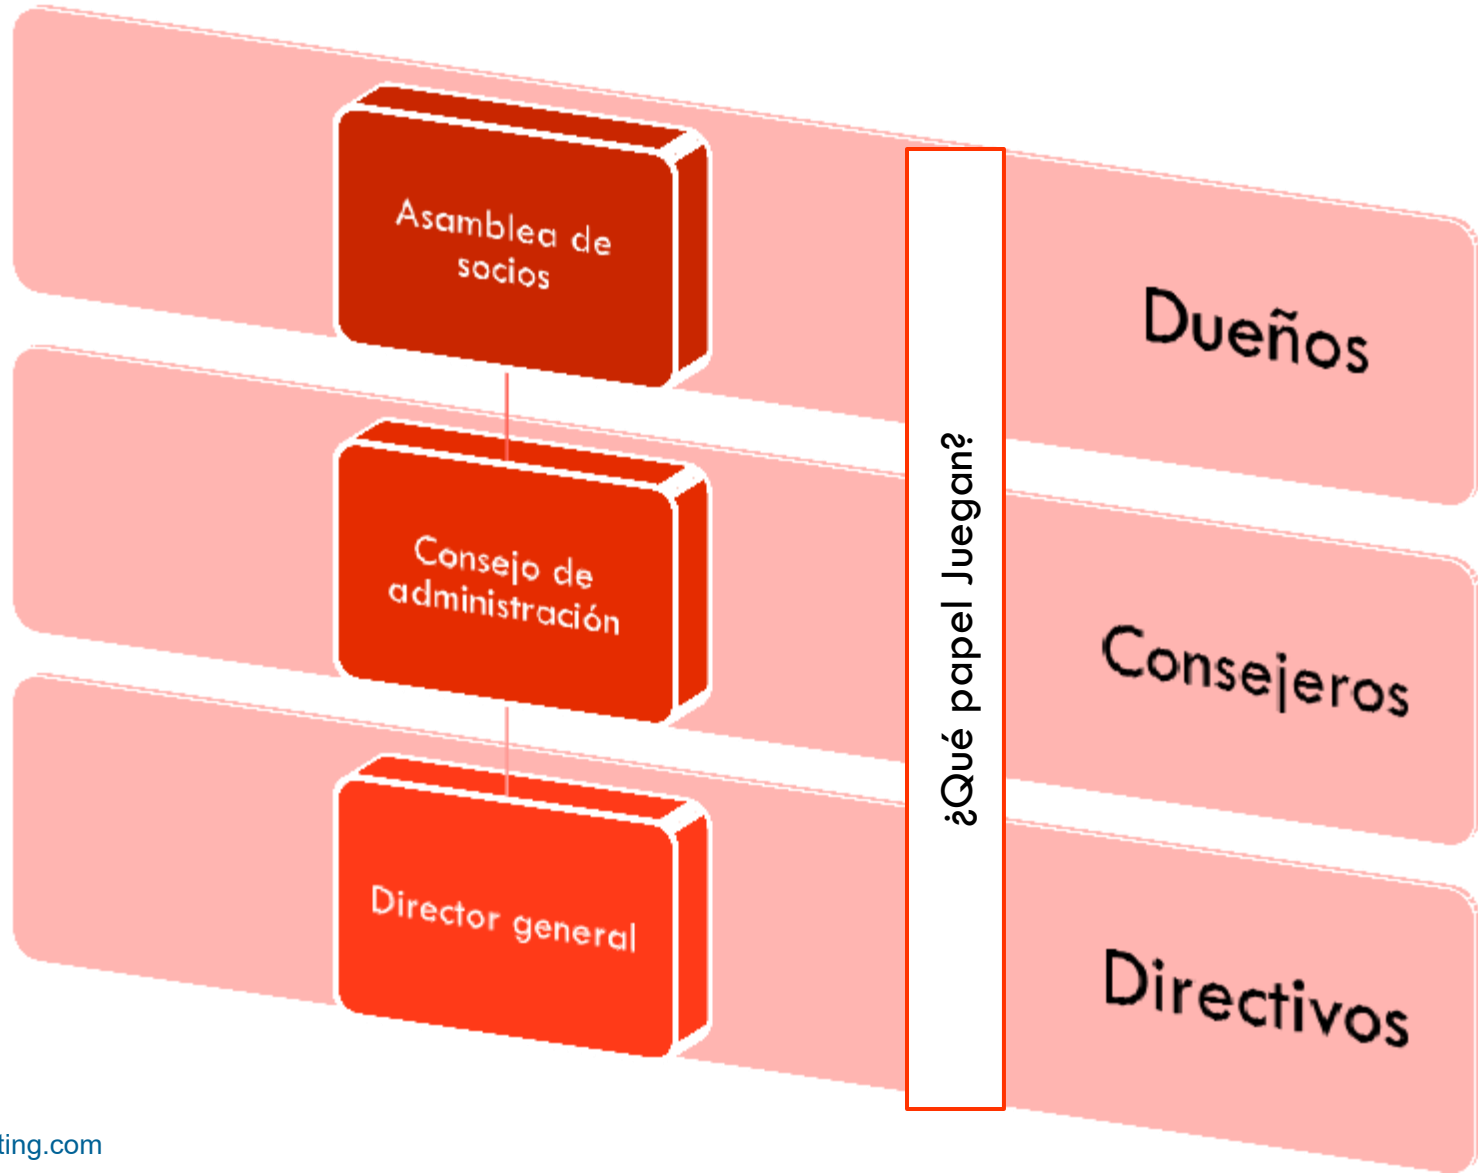 Asamblea de
socios
Dueños
¿Qué papel Juegan?
Consejo de
administración
Consejeros
Director general
Directivos
ting.com